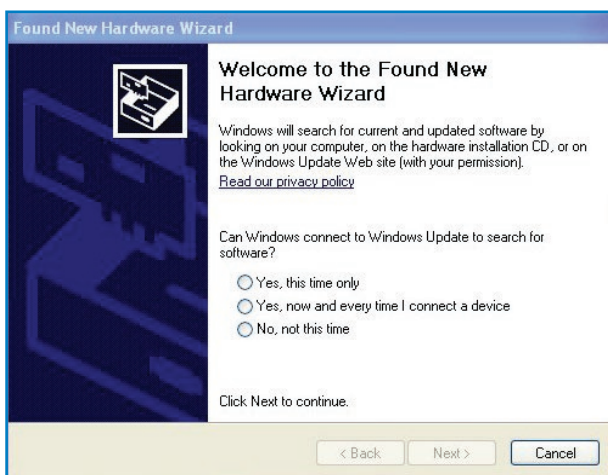 Found New Hardware Wizard
Welcome to the Found New
Hardware Wizard
Windows will search for current and updated software by
looking on your computer, on the hardware installation CD, or on
the Windows Update Web site (with your permission).
Read our privacy policy
Can Windows connect to Windows Update to search for
software?
Yes, this time only
Yes, now and every time I connect a device
No, not this time
Click Next to continue.
< Back Next > Cancel